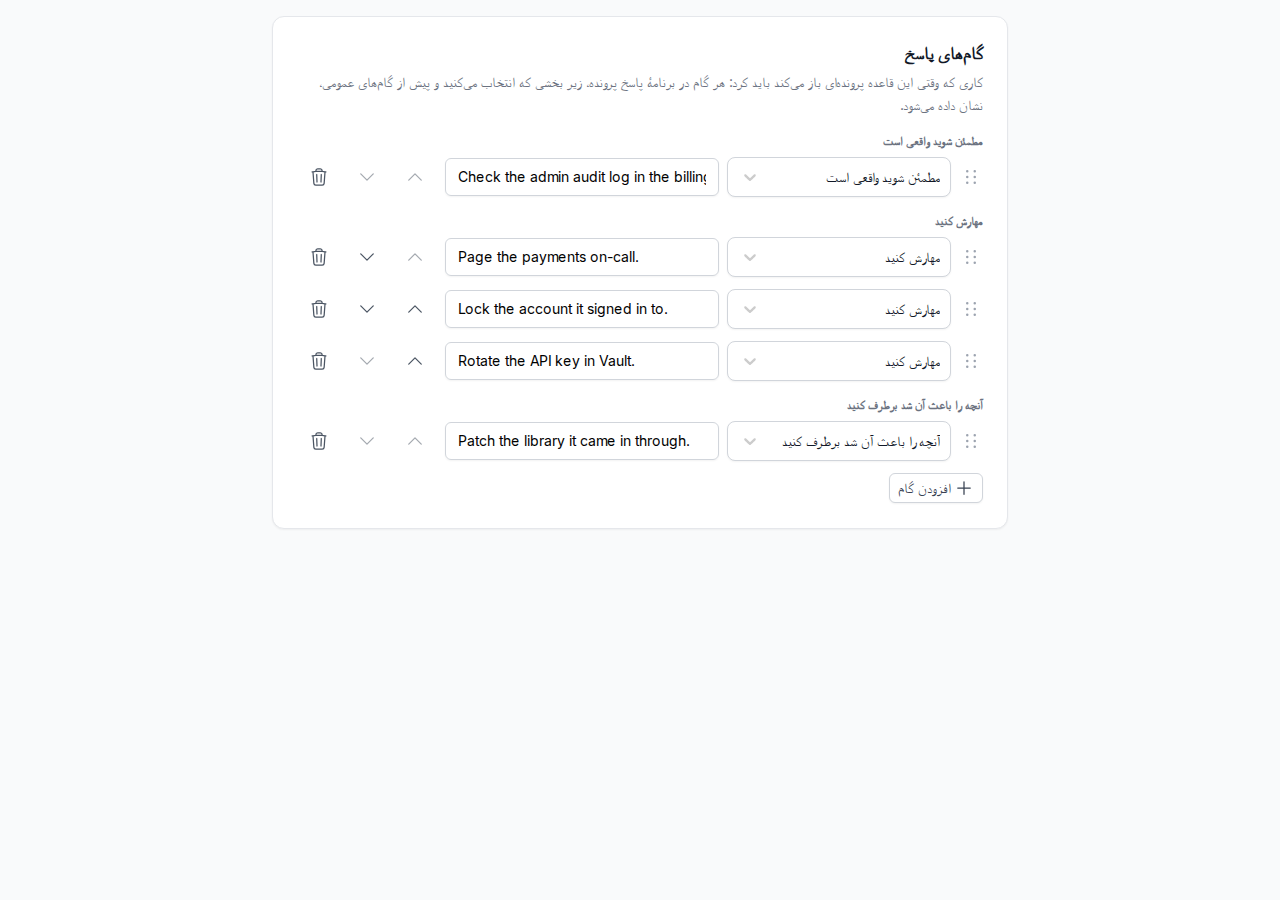 گام‌های پاسخ
کاری که وقتی این قاعده پرونده‌ای باز می‌کند باید کرد: هر گام در برنامهٔ پاسخ پرونده، زیر بخشی که انتخاب می‌کنید و پیش از گام‌های عمومی،
نشان داده می‌شود.
مطمئن شوید واقعی است
مطمئن شوید واقعی است
Check the admin audit log in the billing
مهارش کنید
مهارش کنید
Page the payments on-call.
مهارش کنید
Lock the account it signed in to.
مهارش کنید
Rotate the API key in Vault.
آنچه را باعث آن شد برطرف کنید
آنچه را باعث آن شد برطرف کنید
Patch the library it came in through.
افزودن گام